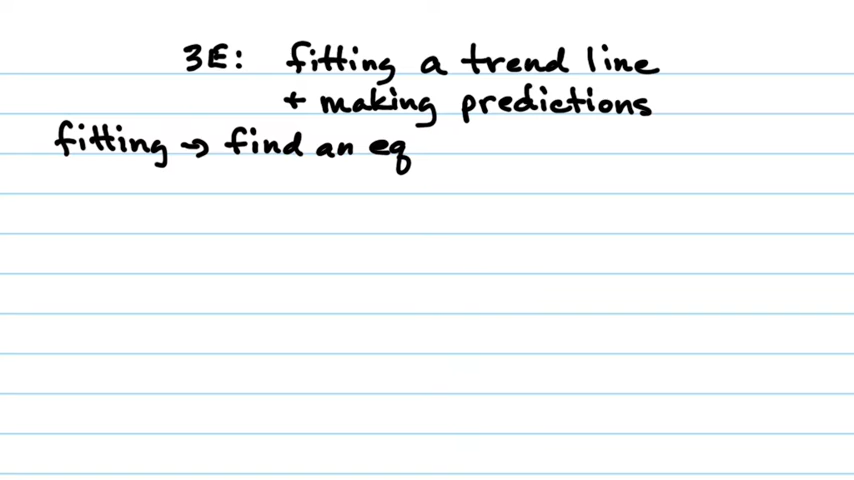 3E: fitting a trend line
+ making predictions
fitting → find an eq